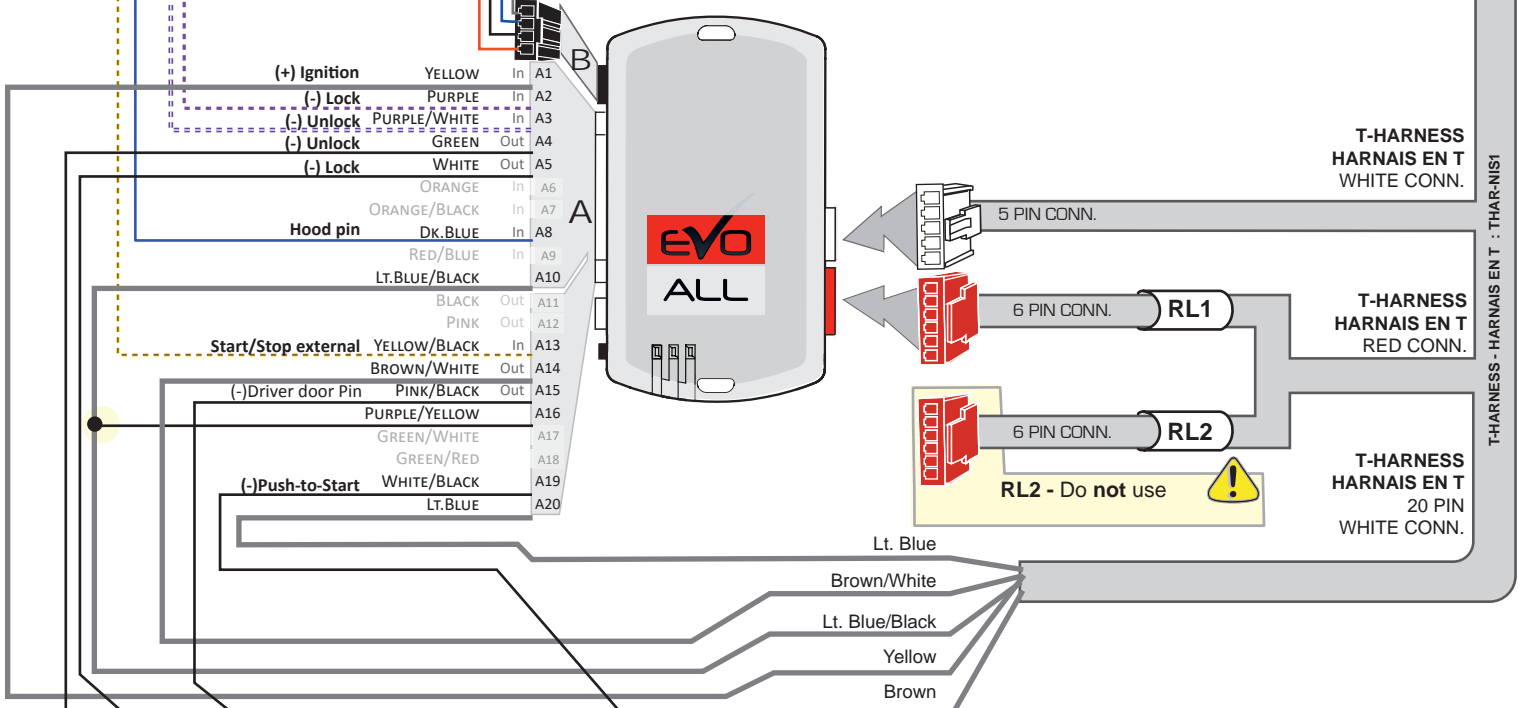 B
(+) Ignition YELLOW In A1
(-) Lock PURPLE In A2
(-) Unlock PURPLE/WHITE In A3
(-) Unlock GREEN Out A4
(-) Lock WHITE Out A5
ORANGE In A6
ORANGE/BLACK In A7
A
Hood pin DK.BLUE In A8
RED/BLUE In A9
LT.BLUE/BLACK A10
BLACK Out A11
PINK Out A12
Start/Stop external YELLOW/BLACK In A13
BROWN/WHITE Out A14
(-)Driver door Pin PINK/BLACK Out A15
PURPLE/YELLOW A16
GREEN/WHITE A17
GREEN/RED A18
(-)Push-to-Start WHITE/BLACK A19
LT.BLUE A20
EVO
ALL
T-HARNESS
HARNAIS EN T
WHITE CONN.
5 PIN CONN.
6 PIN CONN.
RL1
T-HARNESS
HARNAIS EN T
RED CONN.
6 PIN CONN.
RL2
RL2 - Do not use
T-HARNESS
HARNAIS EN T
20 PIN
WHITE CONN.
T-HARNESS - HARNAIS EN T : THAR-NIS1
Lt. Blue
Brown/White
Lt. Blue/Black
Yellow
Brown